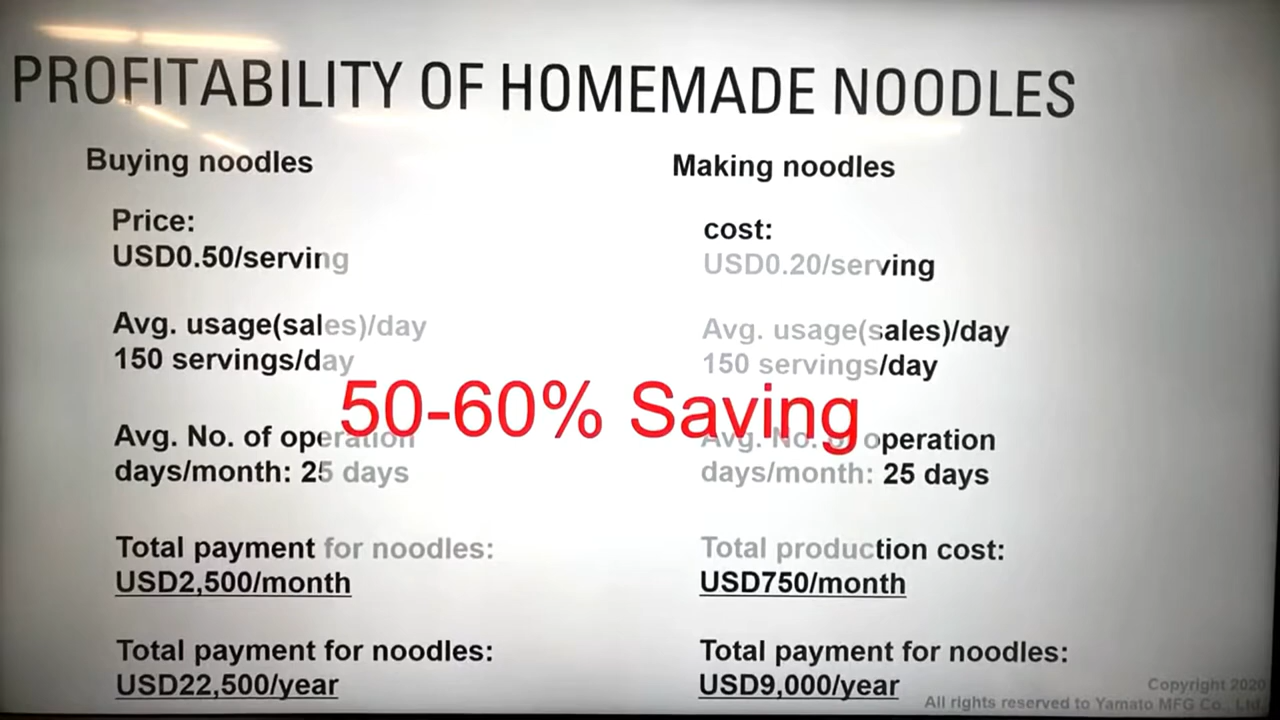 PROFITABILITY OF HOMEMADE NOODLES
Buying noodles
Price:
USD0.50/serving
Avg. usage(sales)/day
150 servings/day
Avg. No. of operation
days/month: 25 days
Total payment for noodles:
USD2,500/month
Total payment for noodles:
USD22,500/year
Making noodles
cost:
USD0.20/serving
Avg. usage(sales)/day
150 servings/day
Avg. No. of operation
days/month: 25 days
Total production cost:
USD750/month
Total payment for noodles:
USD9,000/year
50-60% Saving
Copyright 2020
All rights reserved to Yamato MFG Co., Ltd.